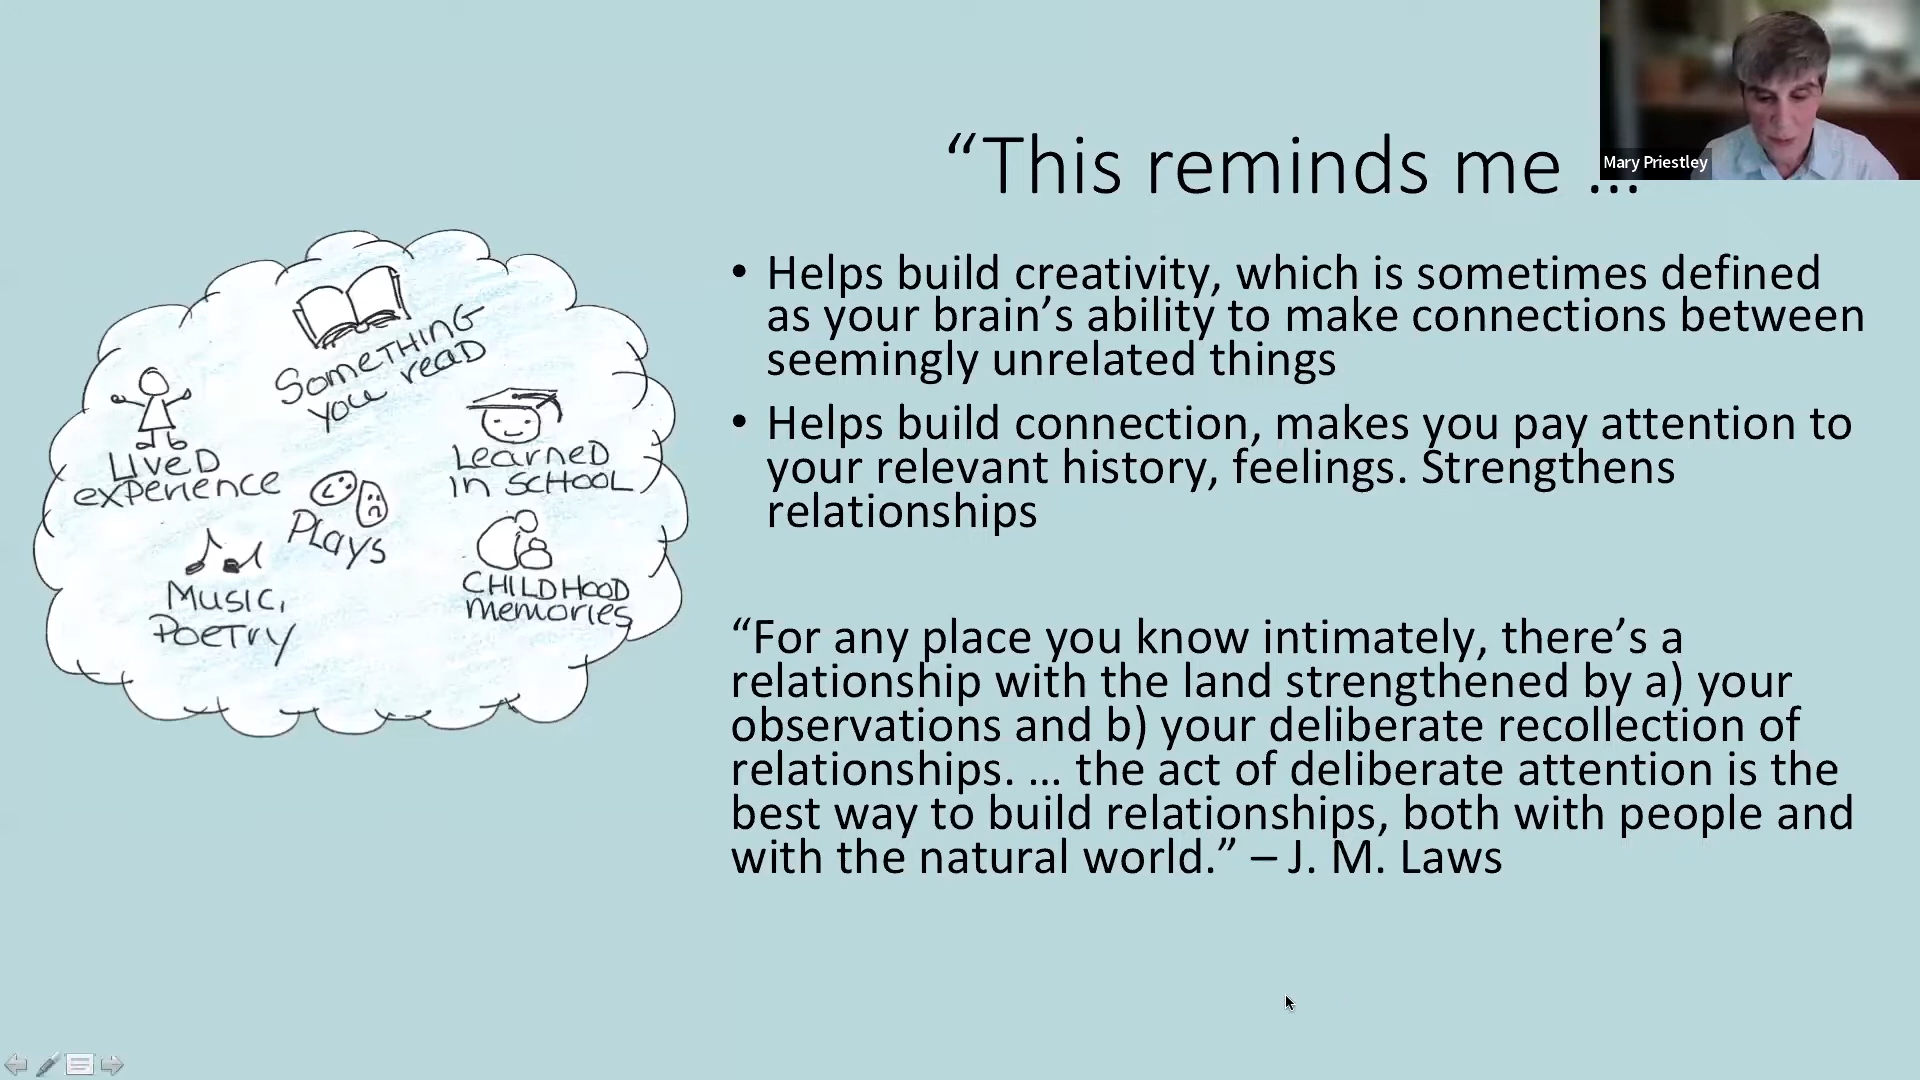 “This reminds me ...
Mary Priestley
SOMETHING
you read
LIVED
experience
Learned
in SCHOOL
PLAYS
MUSIC,
POETRY
CHILDHOOD
memories
• Helps build creativity, which is sometimes defined
as your brain’s ability to make connections between
seemingly unrelated things
• Helps build connection, makes you pay attention to
your relevant history, feelings. Strengthens
relationships
“For any place you know intimately, there’s a
relationship with the land strengthened by a) your
observations and b) your deliberate recollection of
relationships. ... the act of deliberate attention is the
best way to build relationships, both with people and
with the natural world.” – J. M. Laws